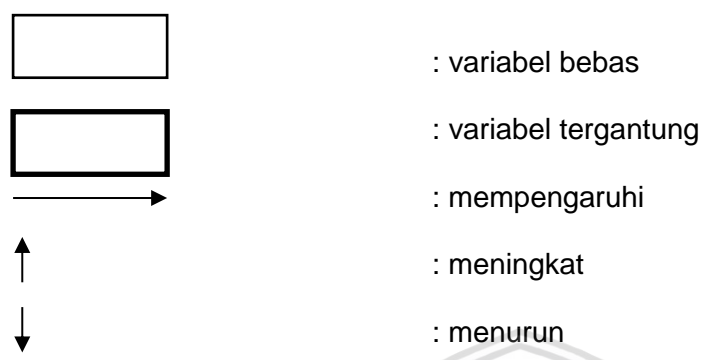 : variabel bebas
: variabel tergantung
: mempengaruhi
: meningkat
: menurun